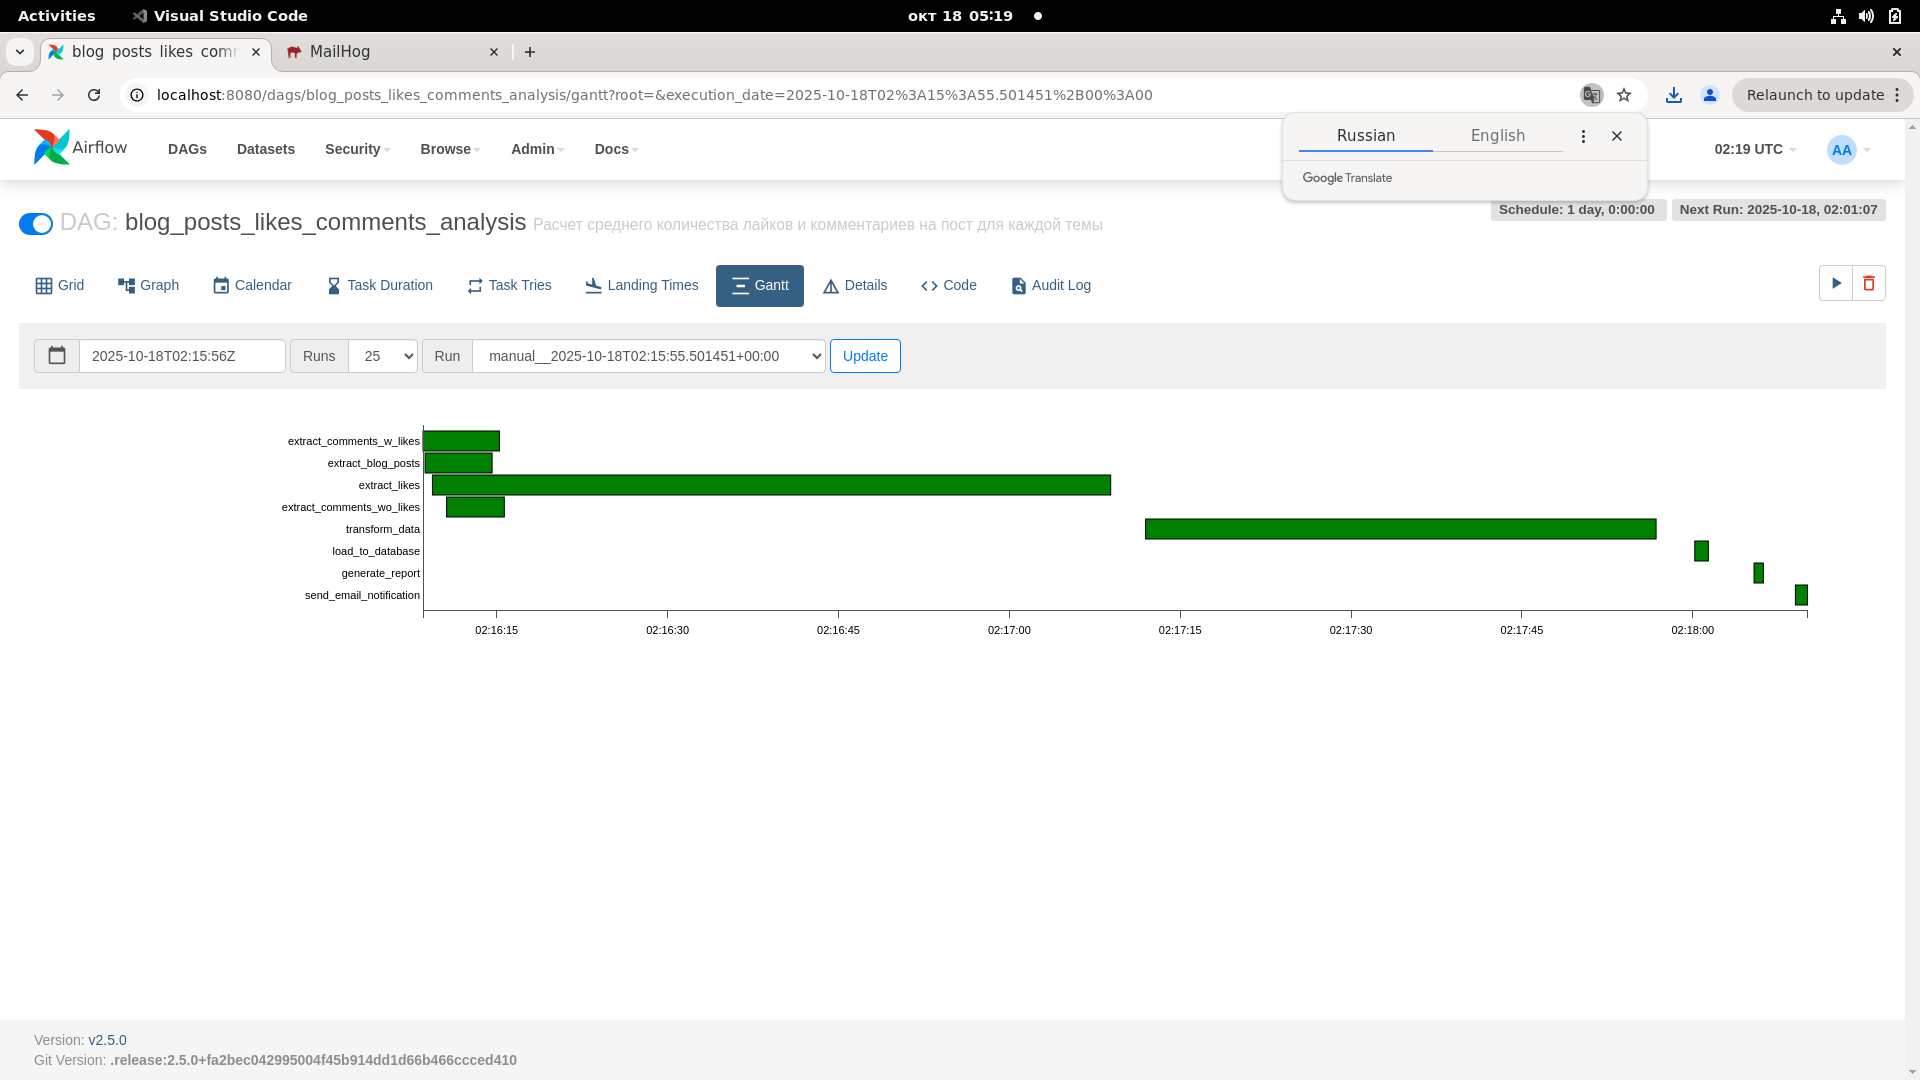 Activities Visual Studio Code окт 18 05:19
blog_posts_likes_comm MailHog
localhost:8080/dags/blog_posts_likes_comments_analysis/gantt?root=&execution_date=2025-10-18T02%3A15%3A55.501451%2B00%3A00 Relaunch to update
Russian English
Google Translate
Airflow DAGs Datasets Security Browse Admin Docs 02:19 UTC AA
Schedule: 1 day, 0:00:00 Next Run: 2025-10-18, 02:01:07
DAG: blog_posts_likes_comments_analysis Расчет среднего количества лайков и комментариев на пост для каждой темы
Grid Graph Calendar Task Duration Task Tries Landing Times Gantt Details Code Audit Log
2025-10-18T02:15:56Z Runs 25 Run manual__2025-10-18T02:15:55.501451+00:00 Update
extract_comments_w_likes
extract_blog_posts
extract_likes
extract_comments_wo_likes
transform_data
load_to_database
generate_report
send_email_notification
02:16:15 02:16:30 02:16:45 02:17:00 02:17:15 02:17:30 02:17:45 02:18:00
Version: v2.5.0
Git Version: .release:2.5.0+fa2bec042995004f45b914dd1d66b466ccced410